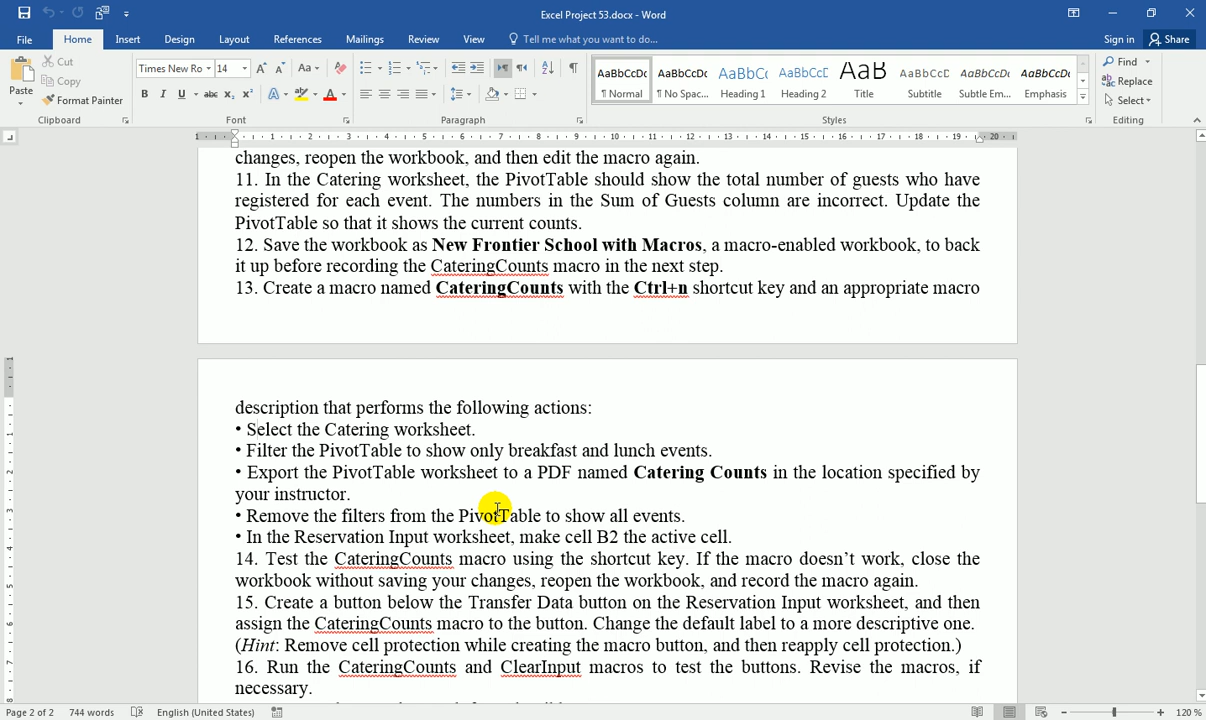 Excel Project 53.docx - Word
File Home Insert Design Layout References Mailings Review View Tell me what you want to do... Sign in Share
Paste Cut Copy Format Painter
Times New Ro 14
AaBbCcDc AaBbCcDc AaBbCcDc AaBbCcD AaB AaBbCcDc AaBbCcDc AaBbCcDc
¶ Normal ¶ No Spac... Heading 1 Heading 2 Title Subtitle Subtle Em... Emphasis
Find Replace Select
Clipboard Font Paragraph Styles Editing
changes, reopen the workbook, and then edit the macro again.
11. In the Catering worksheet, the PivotTable should show the total number of guests who have
registered for each event. The numbers in the Sum of Guests column are incorrect. Update the
PivotTable so that it shows the current counts.
12. Save the workbook as New Frontier School with Macros, a macro-enabled workbook, to back
it up before recording the CateringCounts macro in the next step.
13. Create a macro named CateringCounts with the Ctrl+n shortcut key and an appropriate macro
description that performs the following actions:
• Select the Catering worksheet.
• Filter the PivotTable to show only breakfast and lunch events.
• Export the PivotTable worksheet to a PDF named Catering Counts in the location specified by
your instructor.
• Remove the filters from the PivotTable to show all events.
• In the Reservation Input worksheet, make cell B2 the active cell.
14. Test the CateringCounts macro using the shortcut key. If the macro doesn't work, close the
workbook without saving your changes, reopen the workbook, and record the macro again.
15. Create a button below the Transfer Data button on the Reservation Input worksheet, and then
assign the CateringCounts macro to the button. Change the default label to a more descriptive one.
(Hint: Remove cell protection while creating the macro button, and then reapply cell protection.)
16. Run the CateringCounts and ClearInput macros to test the buttons. Revise the macros, if
necessary.
Page 2 of 2 744 words English (United States) 120 %